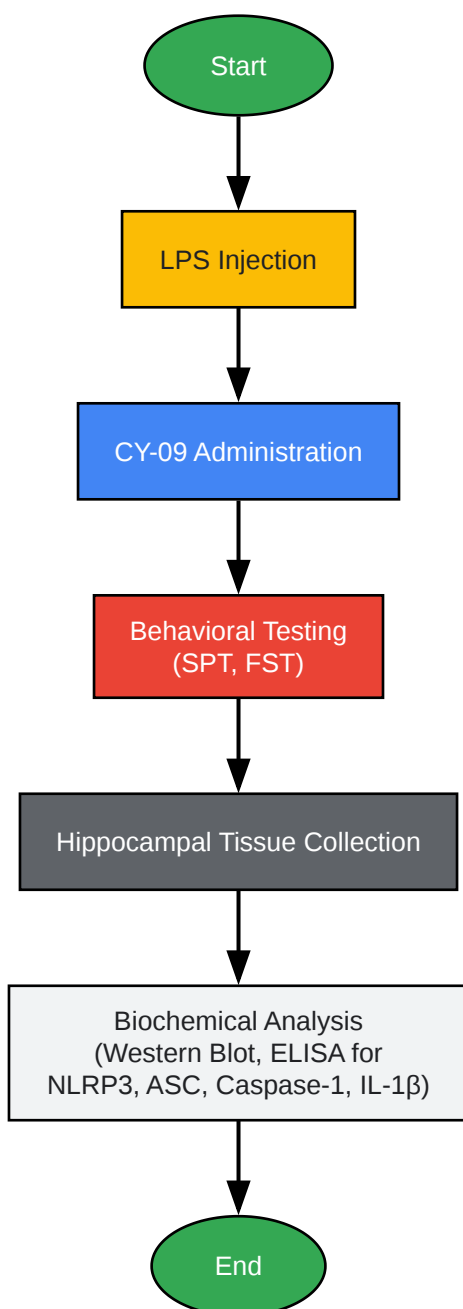 Start
LPS Injection
CY-09 Administration
Behavioral Testing
(SPT, FST)
Hippocampal Tissue Collection
Biochemical Analysis
(Western Blot, ELISA for
NLRP3, ASC, Caspase-1, IL-1β)
End